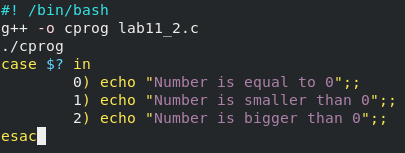 #! /bin/bash
g++ -o cprog lab11_2.c
./cprog
case $? in
        0) echo "Number is equal to 0";;
        1) echo "Number is smaller than 0";;
        2) echo "Number is bigger than 0";;
esac